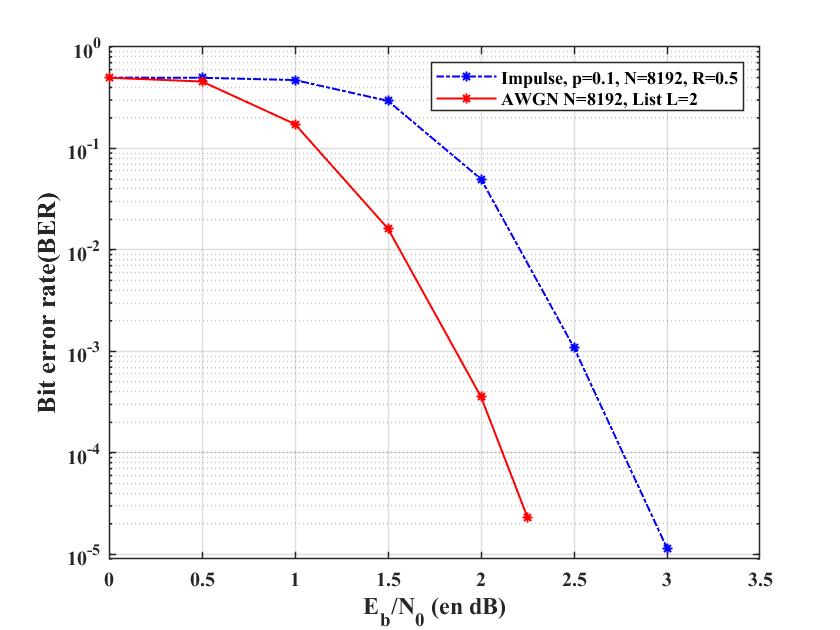 Impulse, p=0.1, N=8192, R=0.5
AWGN N=8192, List L=2
Bit error rate(BER)
10^0
10^-1
10^-2
10^-3
10^-4
10^-5
0 0.5 1 1.5 2 2.5 3 3.5
E_b/N_0 (en dB)